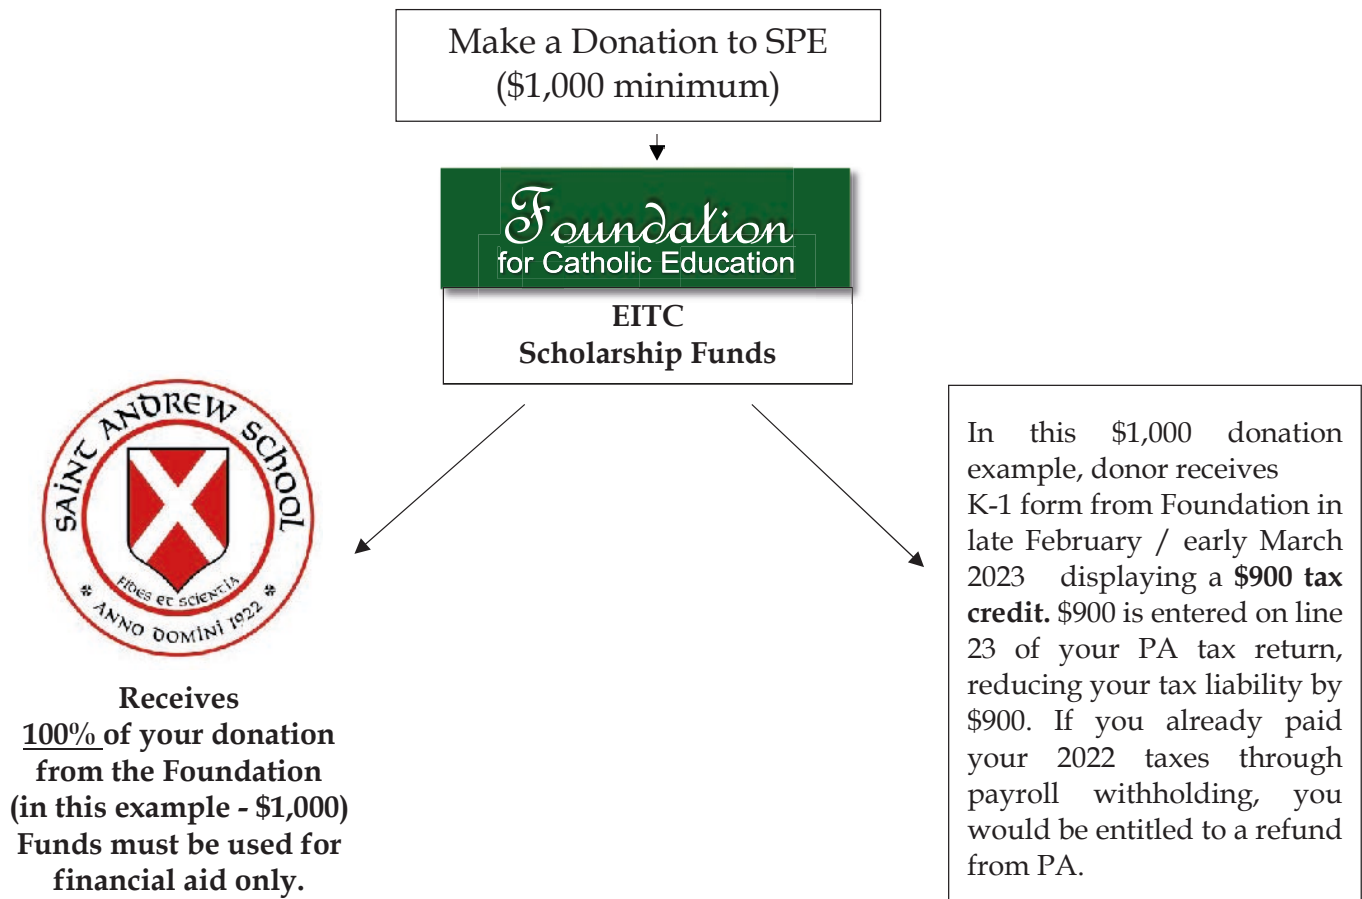 Make a Donation to SPE
($1,000 minimum)
Foundation
for Catholic Education
EITC
Scholarship Funds
SAINT ANDREW SCHOOL
FIDES ET SCIENTIA
ANNO DOMINI 1922
Receives
100% of your donation
from the Foundation
(in this example - $1,000)
Funds must be used for
financial aid only.
In this $1,000 donation
example, donor receives
K-1 form from Foundation in
late February / early March
2023 displaying a $900 tax
credit. $900 is entered on line
23 of your PA tax return,
reducing your tax liability by
$900. If you already paid
your 2022 taxes through
payroll withholding, you
would be entitled to a refund
from PA.